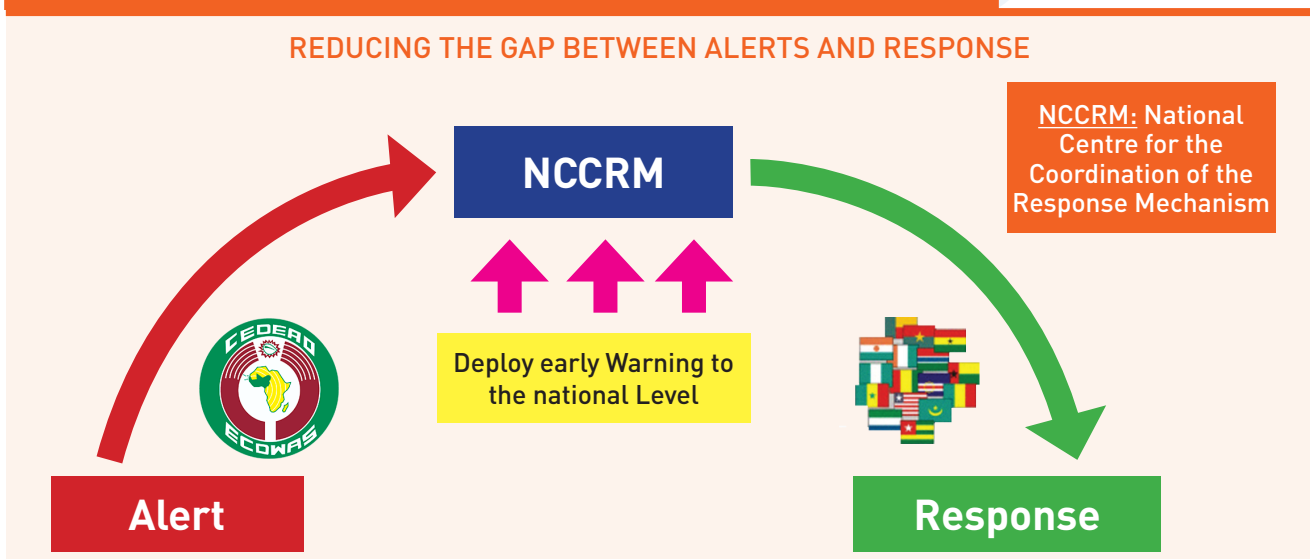 REDUCING THE GAP BETWEEN ALERTS AND RESPONSE
NCCRM: National
Centre for the
Coordination of the
Response Mechanism
NCCRM
Deploy early Warning to
the national Level
CEDEAO
ECOWAS
Alert
Response